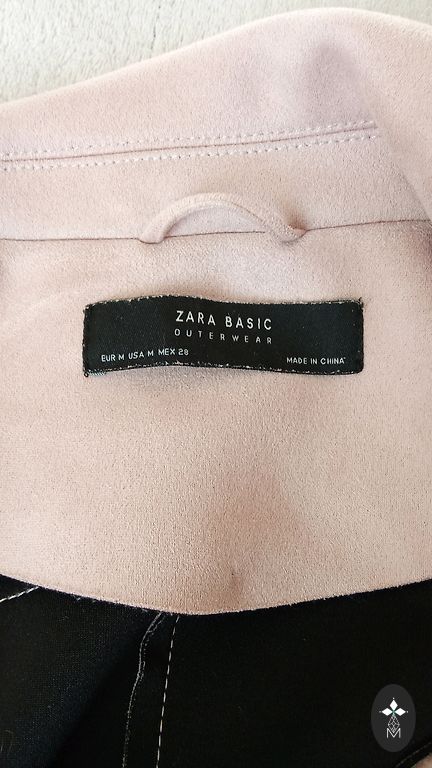 ZARA BASIC
OUTERWEAR
EUR M USA M MEX 28
MADE IN CHINA
M